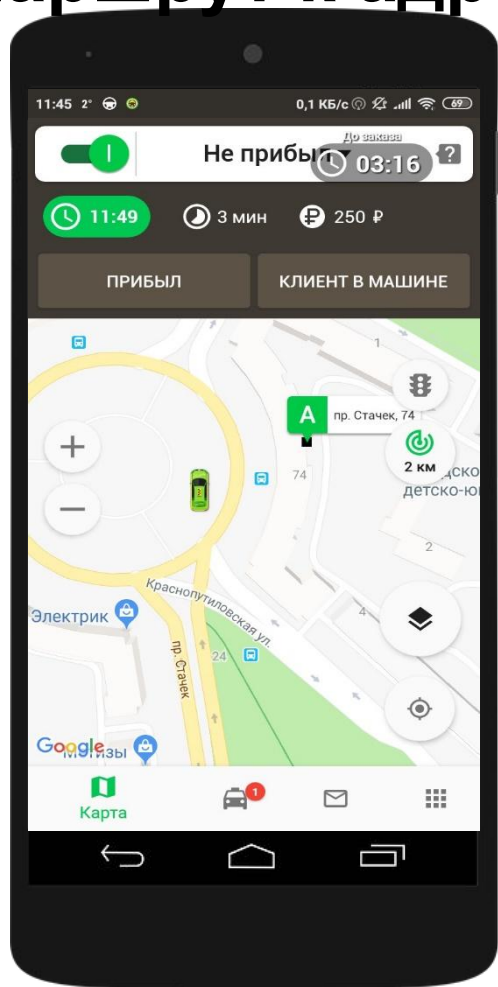 11:45 2° 0,1 КБ/с 69
До заказа
Не прибыл 03:16 ?
11:49 3 мин 250 ₽
ПРИБЫЛ КЛИЕНТ В МАШИНЕ
1
A пр. Стачек, 74
2 км
74
детско-ю
2
Краснопутиловская ул.
4
Электрик
пр. Стачек
24
Google
Карта 1